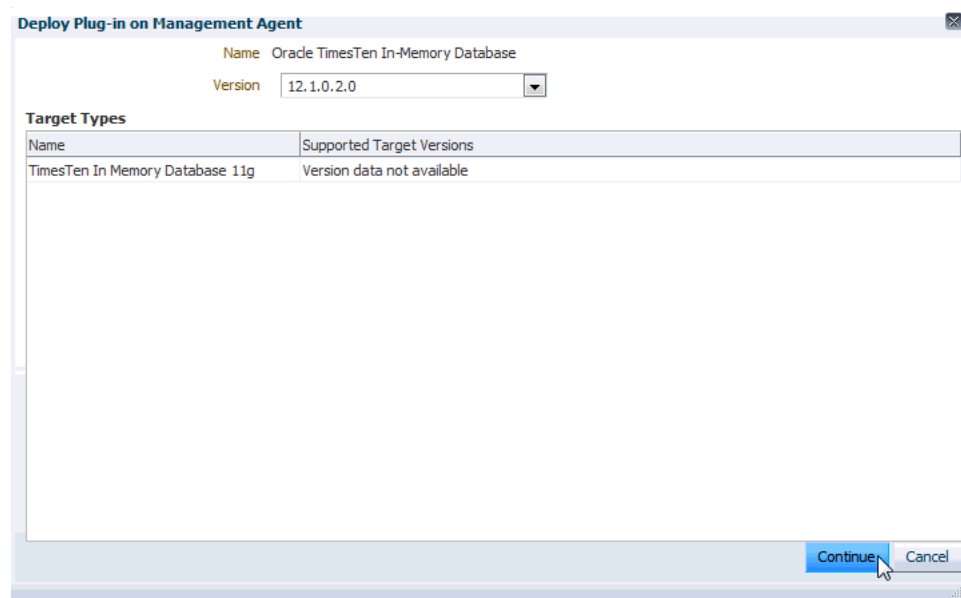 Deploy Plug-in on Management Agent
Name Oracle TimesTen In-Memory Database
Version 12.1.0.2.0
Target Types
Name Supported Target Versions
TimesTen In Memory Database 11g Version data not available
Continue Cancel